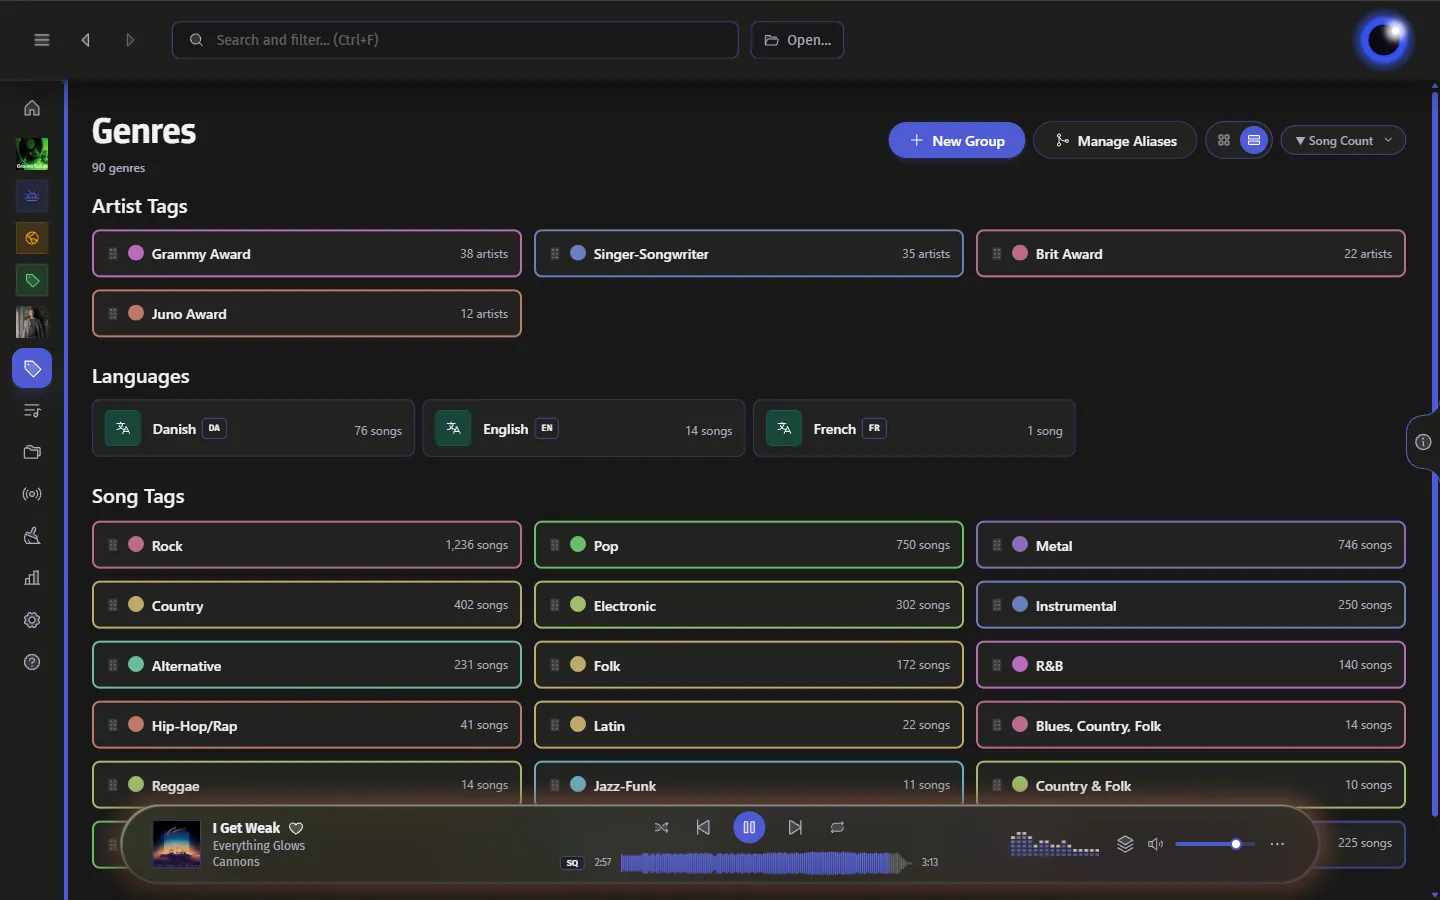 Search and filter... (Ctrl+F)
Open...
Genres
90 genres
New Group
Manage Aliases
▼ Song Count
Artist Tags
Grammy Award 38 artists
Singer-Songwriter 35 artists
Brit Award 22 artists
Juno Award 12 artists
Languages
Danish DA 76 songs
English EN 14 songs
French FR 1 song
Song Tags
Rock 1,236 songs
Pop 750 songs
Metal 746 songs
Country 402 songs
Electronic 302 songs
Instrumental 250 songs
Alternative 231 songs
Folk 172 songs
R&B 140 songs
Hip-Hop/Rap 41 songs
Latin 22 songs
Blues, Country, Folk 14 songs
Reggae 14 songs
Jazz-Funk 11 songs
Country & Folk 10 songs
225 songs
I Get Weak
Everything Glows
Cannons
SQ 2:57
3:13